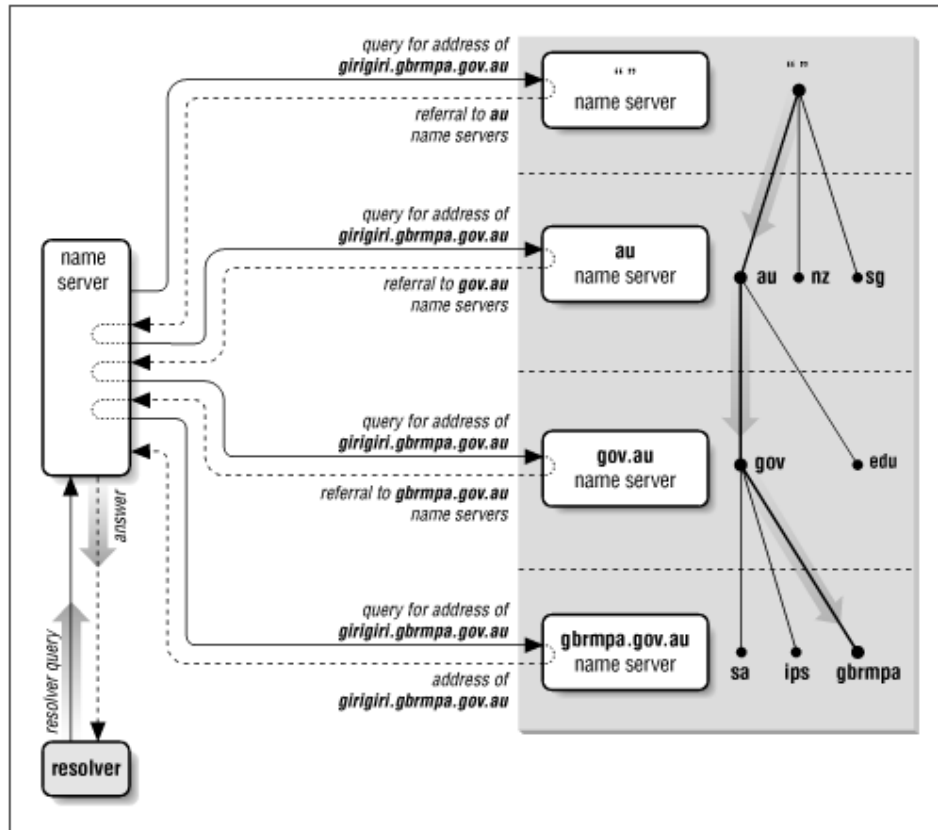 query for address of
girigiri.gbrmpa.gov.au
“ ”
name server
referral to au
name servers
“ ”
query for address of
girigiri.gbrmpa.gov.au
au
name server
referral to gov.au
name servers
au
nz
sg
name
server
query for address of
girigiri.gbrmpa.gov.au
gov.au
name server
referral to gbrmpa.gov.au
name servers
gov
edu
answer
resolver query
query for address of
girigiri.gbrmpa.gov.au
gbrmpa.gov.au
name server
address of
girigiri.gbrmpa.gov.au
sa
ips
gbrmpa
resolver